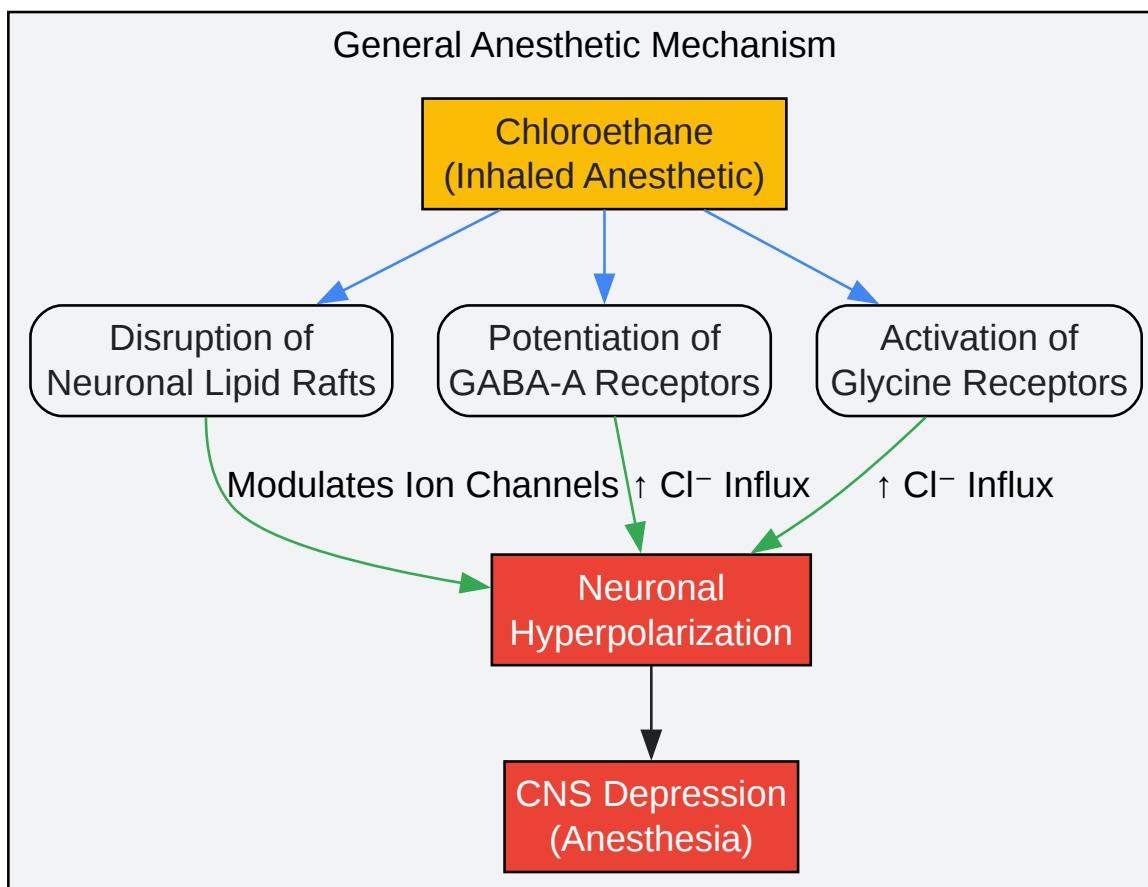 General Anesthetic Mechanism
Chloroethane
(Inhaled Anesthetic)
Disruption of
Neuronal Lipid Rafts
Potentiation of
GABA-A Receptors
Activation of
Glycine Receptors
Modulates Ion Channels
↑ Cl⁻ Influx
↑ Cl⁻ Influx
Neuronal
Hyperpolarization
CNS Depression
(Anesthesia)